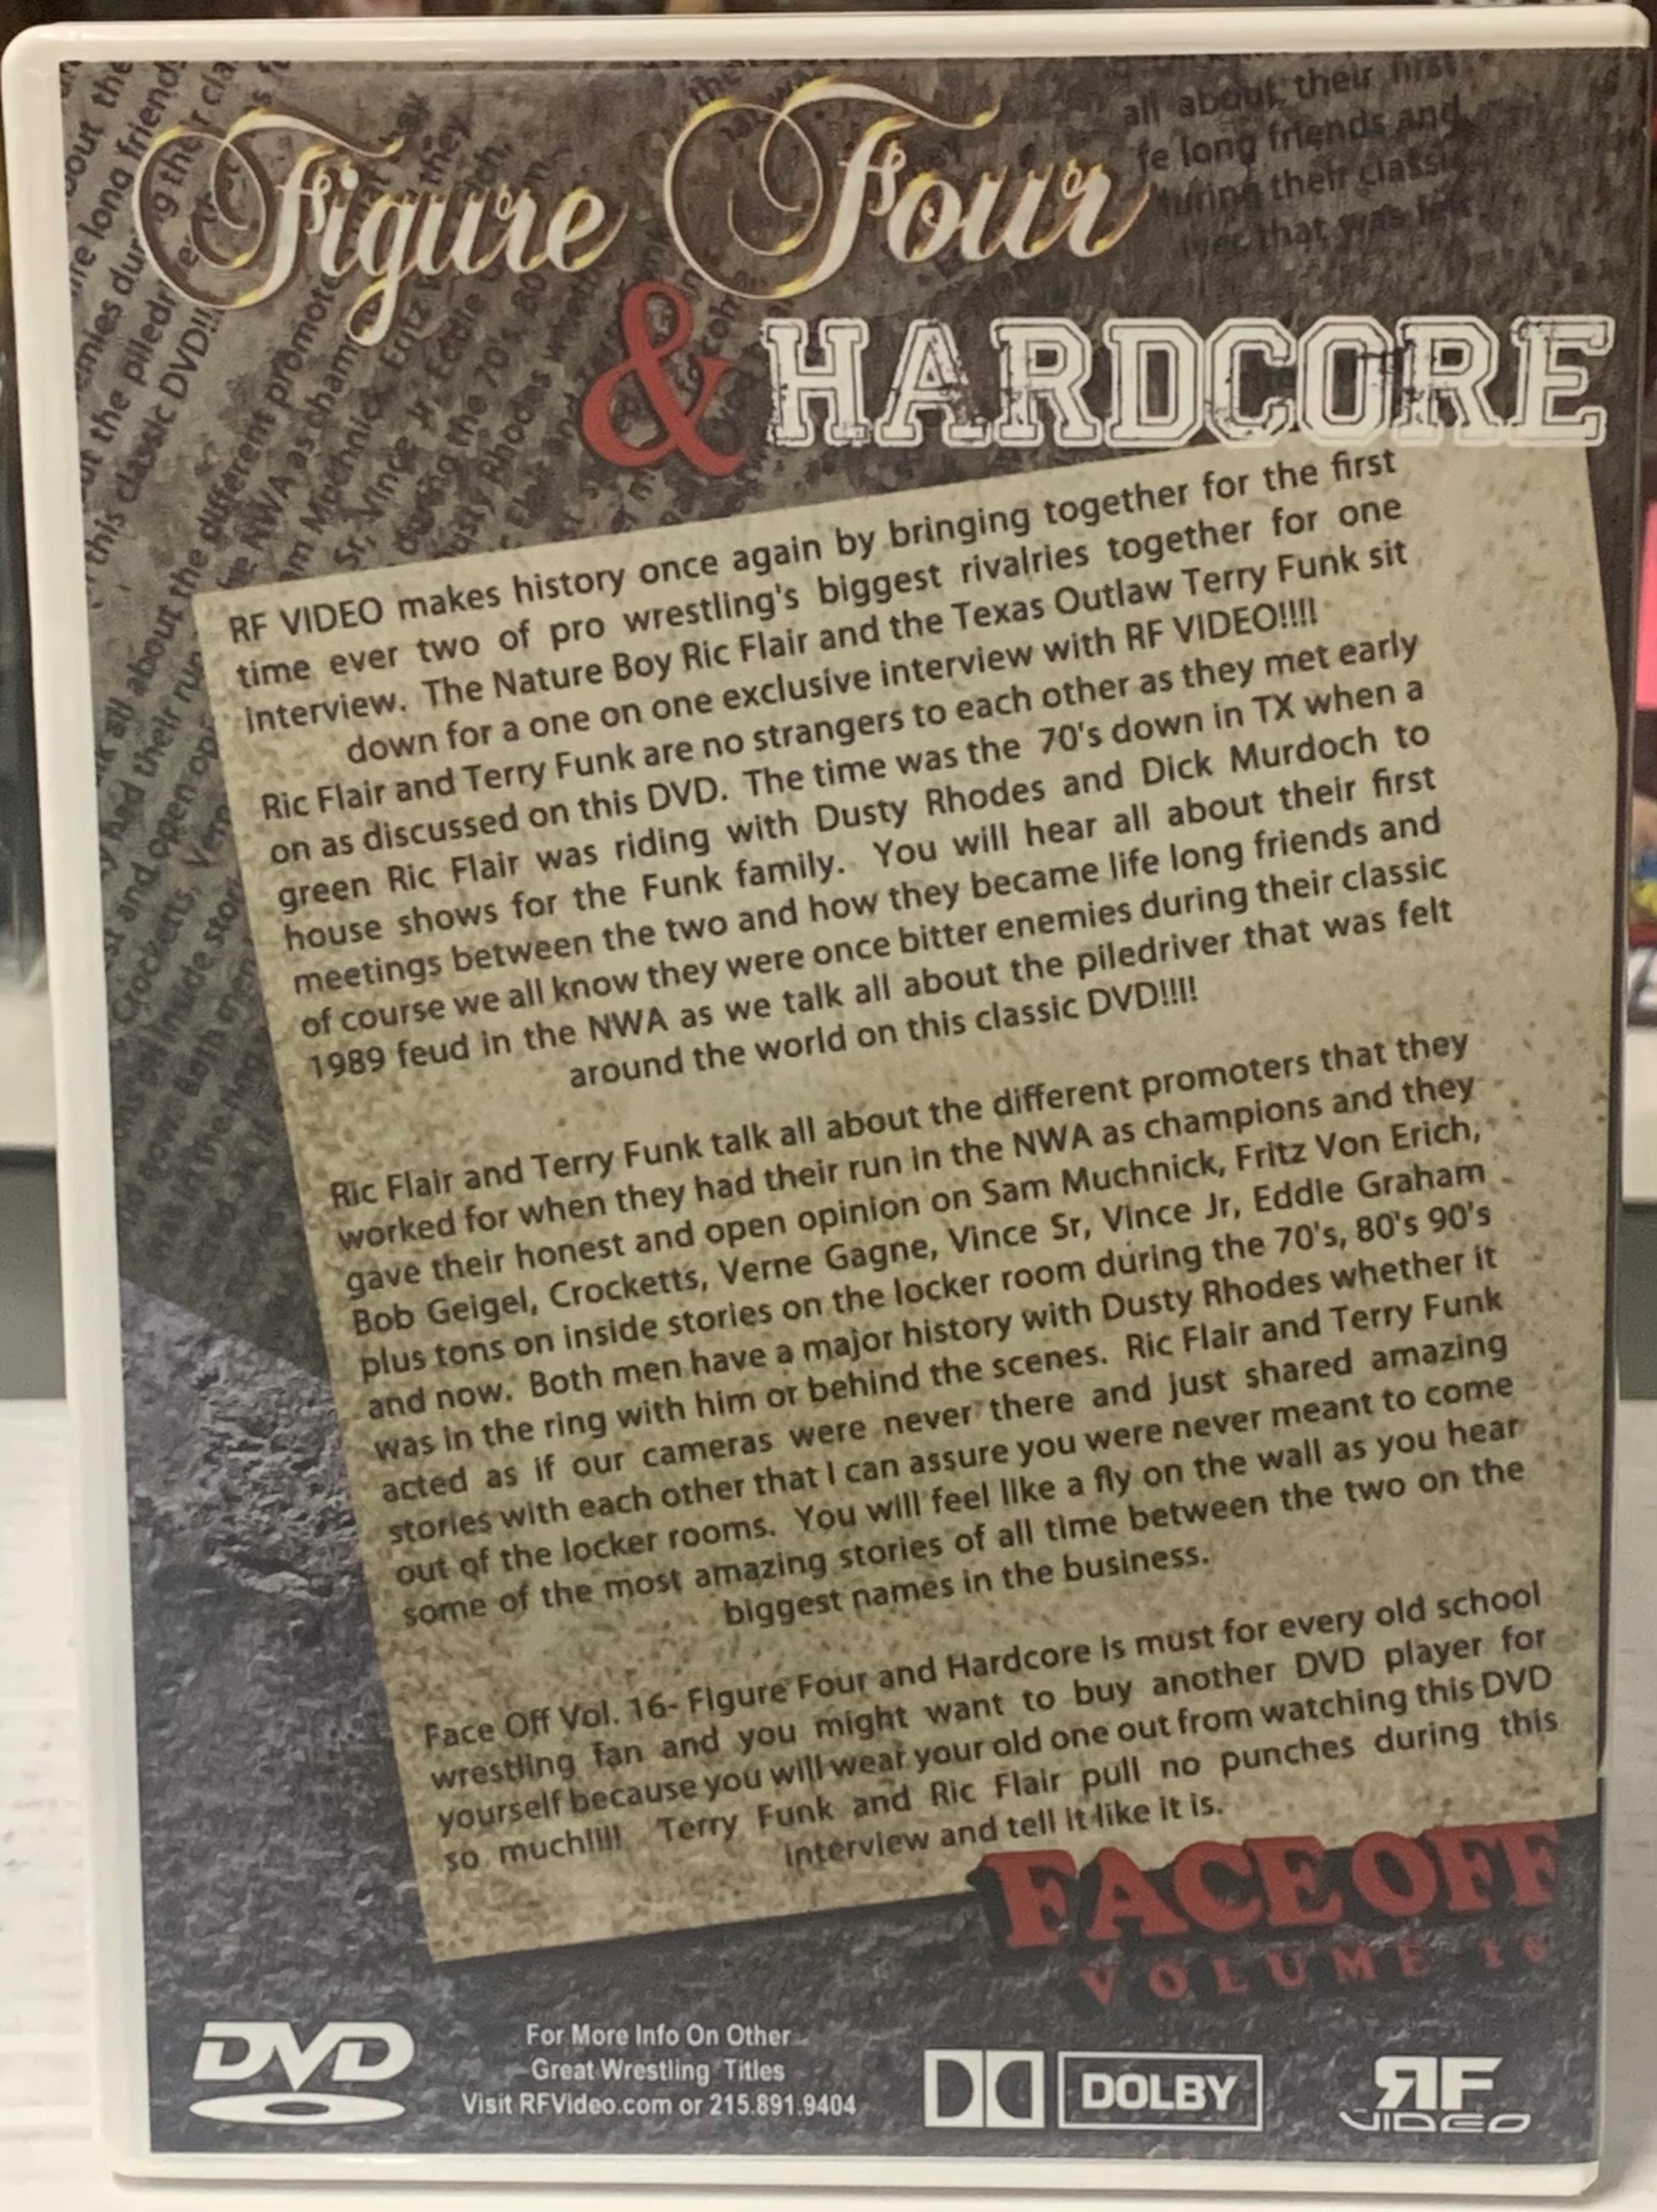 Figure Four
& HARDCORE
RF VIDEO makes history once again by bringing together for the first
time ever two of pro wrestling's biggest rivalries together for one
interview. The Nature Boy Ric Flair and the Texas Outlaw Terry Funk sit
down for a one on one exclusive interview with RF VIDEO!!!!
Ric Flair and Terry Funk are no strangers to each other as they met early
on as discussed on this DVD. The time was the 70's down in TX when a
green Ric Flair was riding with Dusty Rhodes and Dick Murdoch to
house shows for the Funk family. You will hear all about their first
meetings between the two and how they became life long friends and
of course we all know they were once bitter enemies during their classic
1989 feud in the NWA as we talk all about the piledriver that was felt
around the world on this classic DVD!!!!
Ric Flair and Terry Funk talk all about the different promoters that they
worked for when they had their run in the NWA as champions and they
gave their honest and open opinion on Sam Muchnick, Fritz Von Erich,
Bob Geigel, Crocketts, Verne Gagne, Vince Sr, Vince Jr, Eddie Graham
plus tons on inside stories on the locker room during the 70's, 80's 90's
and now. Both men have a major history with Dusty Rhodes whether it
was in the ring with him or behind the scenes. Ric Flair and Terry Funk
acted as if our cameras were never there and just shared amazing
stories with each other that I can assure you were never meant to come
out of the locker rooms. You will feel like a fly on the wall as you hear
some of the most amazing stories of all time between the two on the
biggest names in the business.
Face Off Vol. 16- Figure Four and Hardcore is must for every old school
wrestling fan and you might want to buy another DVD player for
yourself because you will wear your old one out from watching this DVD
so much!!!! Terry Funk and Ric Flair pull no punches during this
interview and tell it like it is.
FACE OFF
VOLUME 16
DVD
For More Info On Other
Great Wrestling Titles
Visit RFVideo.com or 215.891.9404
DOLBY
RF
VIDEO